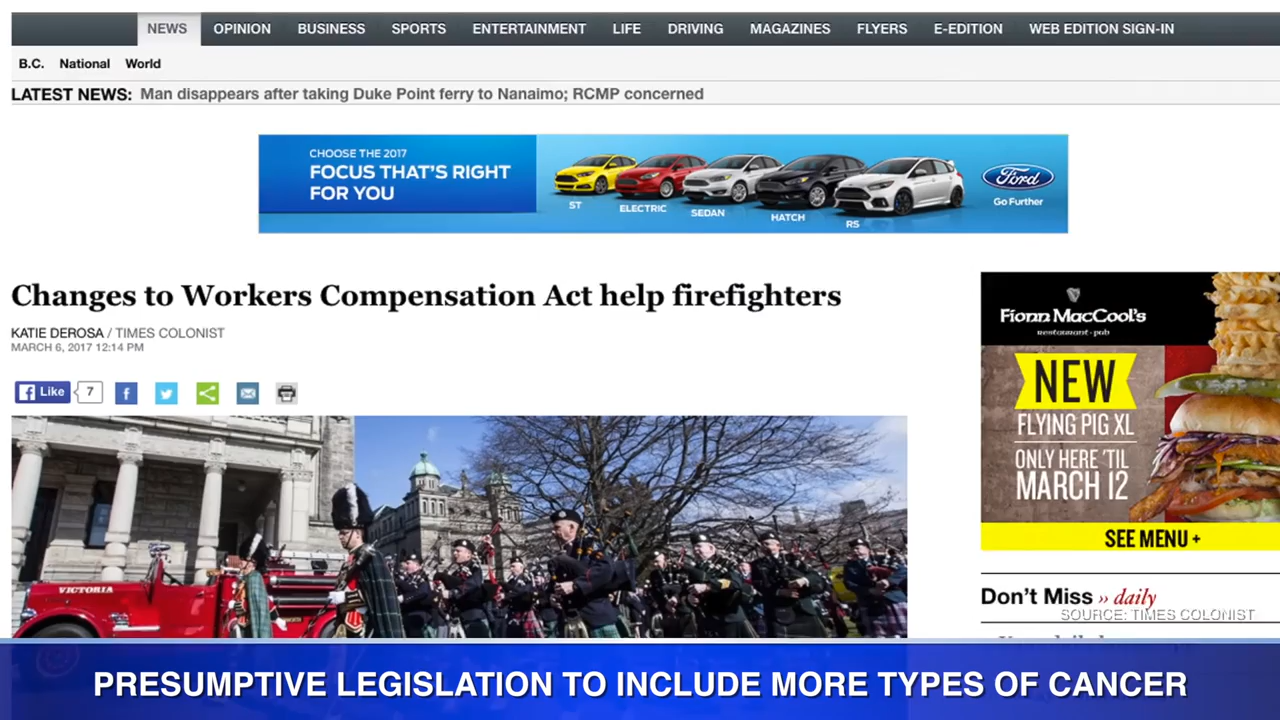 NEWS OPINION BUSINESS SPORTS ENTERTAINMENT LIFE DRIVING MAGAZINES FLYERS E-EDITION WEB EDITION SIGN-IN
B.C. National World
LATEST NEWS: Man disappears after taking Duke Point ferry to Nanaimo; RCMP concerned
CHOOSE THE 2017
FOCUS THAT'S RIGHT
FOR YOU
ST
ELECTRIC
SEDAN
HATCH
RS
Ford
Go Further
Changes to Workers Compensation Act help firefighters
KATIE DEROSA / TIMES COLONIST
MARCH 6, 2017 12:14 PM
Like 7
VICTORIA
Fionn MacCool's
restaurant · pub
NEW
FLYING PIG XL
ONLY HERE 'TIL
MARCH 12
SEE MENU +
Don't Miss » daily
SOURCE: TIMES COLONIST
PRESUMPTIVE LEGISLATION TO INCLUDE MORE TYPES OF CANCER